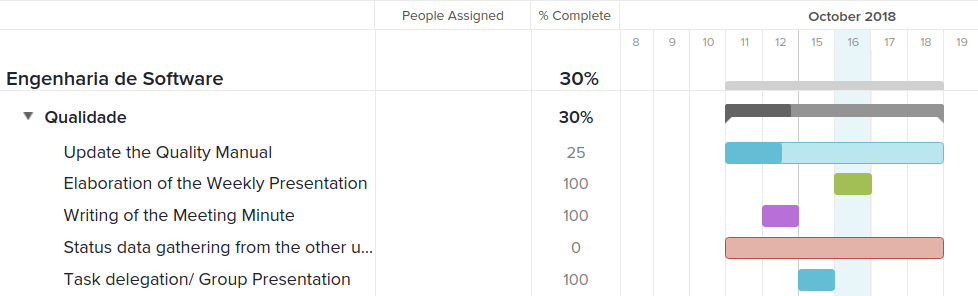 People Assigned % Complete October 2018
8 9 10 11 12 15 16 17 18 19
Engenharia de Software 30%
Qualidade 30%
Update the Quality Manual 25
Elaboration of the Weekly Presentation 100
Writing of the Meeting Minute 100
Status data gathering from the other u... 0
Task delegation/ Group Presentation 100